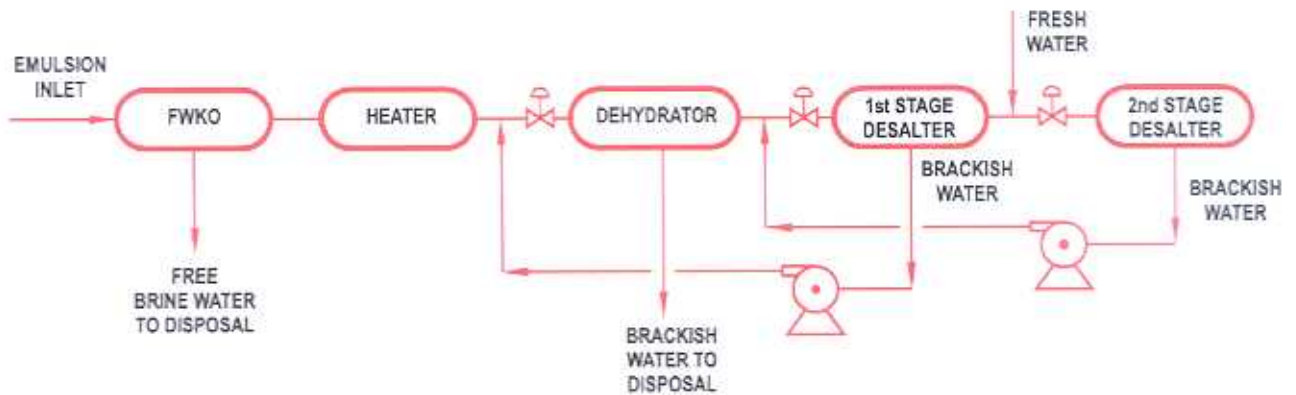 EMULSION
INLET
FWKO
HEATER
DEHYDRATOR
1st STAGE
DESALTER
FRESH
WATER
2nd STAGE
DESALTER
BRACKISH
WATER
BRACKISH
WATER
FREE
BRINE WATER
TO DISPOSAL
BRACKISH
WATER TO
DISPOSAL